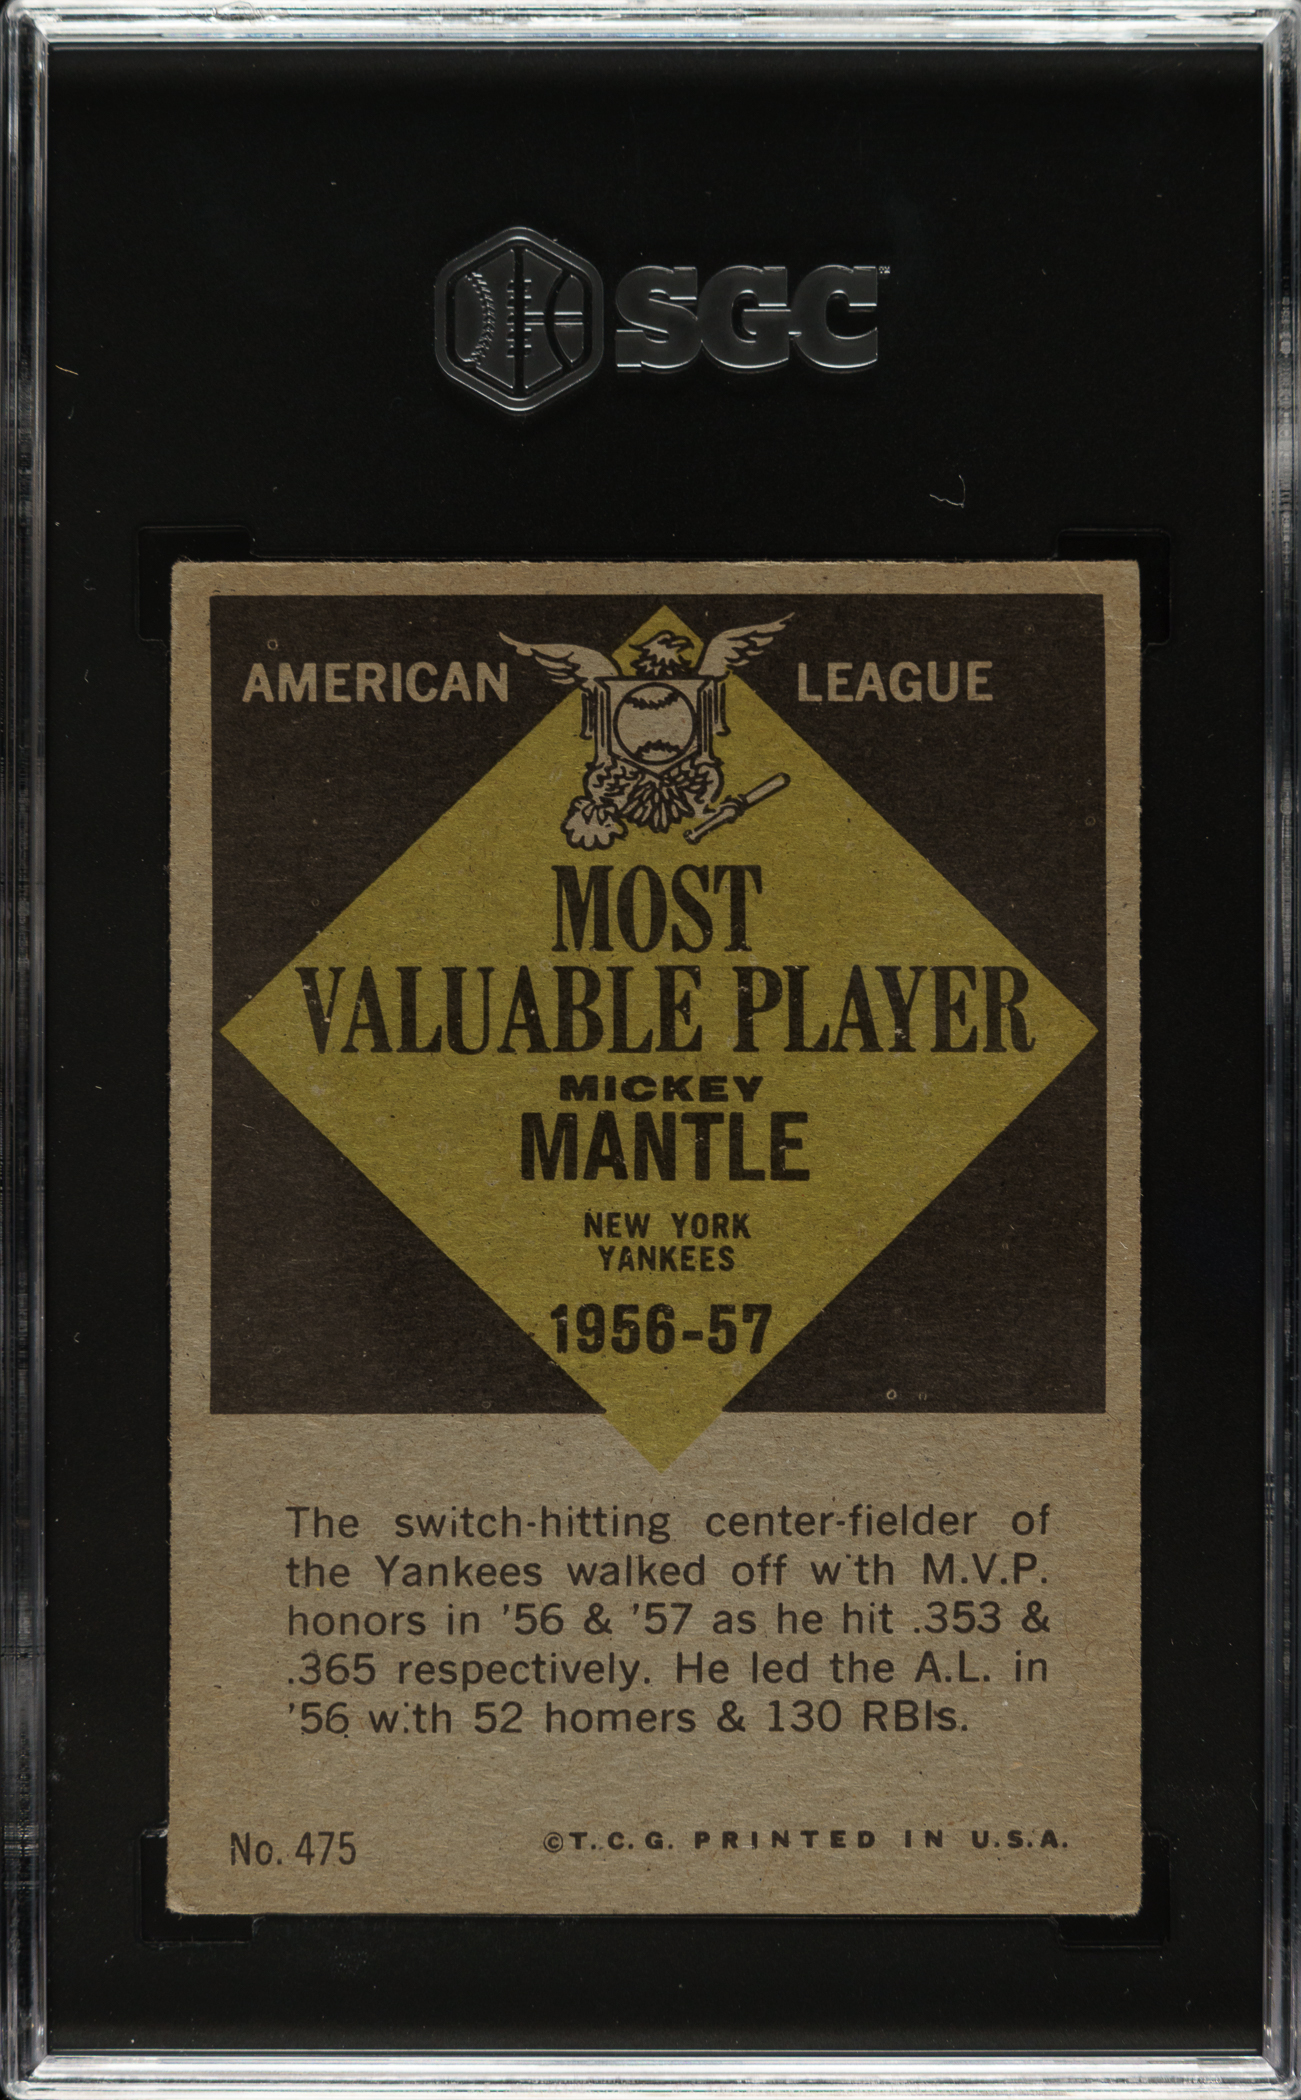 SGC™
AMERICAN LEAGUE
MOST
VALUABLE PLAYER
MICKEY
MANTLE
NEW YORK
YANKEES
1956-57
The switch-hitting center-fielder of
the Yankees walked off w'th M.V.P.
honors in '56 & '57 as he hit .353 &
.365 respectively. He led the A.L. in
'56 w:th 52 homers & 130 RBIs.
No. 475 ©T.C.G. PRINTED IN U.S.A.